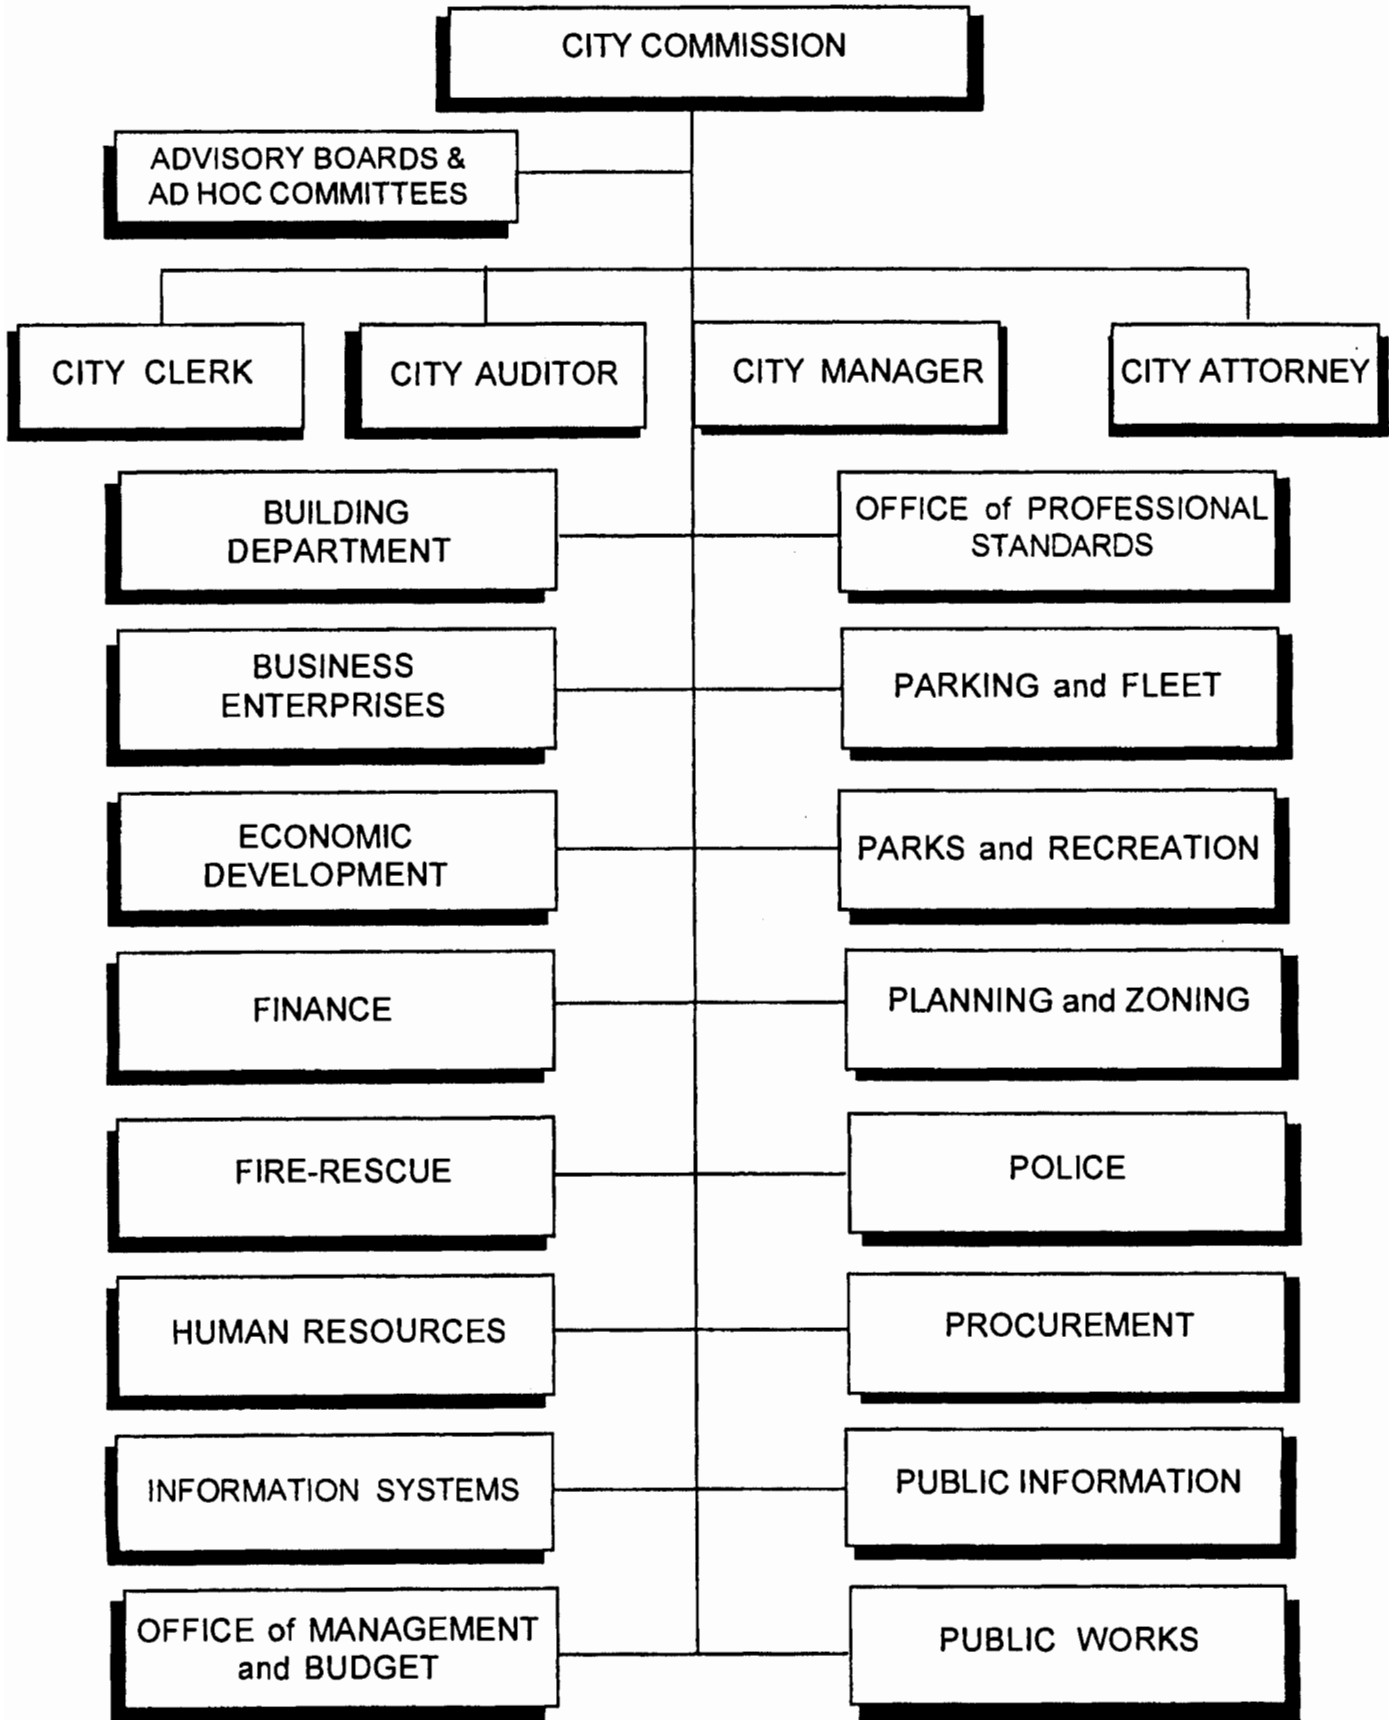 CITY COMMISSION
ADVISORY BOARDS &
AD HOC COMMITTEES
CITY CLERK
CITY AUDITOR
CITY MANAGER
CITY ATTORNEY
BUILDING
DEPARTMENT
OFFICE of PROFESSIONAL
STANDARDS
BUSINESS
ENTERPRISES
PARKING and FLEET
ECONOMIC
DEVELOPMENT
PARKS and RECREATION
FINANCE
PLANNING and ZONING
FIRE-RESCUE
POLICE
HUMAN RESOURCES
PROCUREMENT
INFORMATION SYSTEMS
PUBLIC INFORMATION
OFFICE of MANAGEMENT
and BUDGET
PUBLIC WORKS